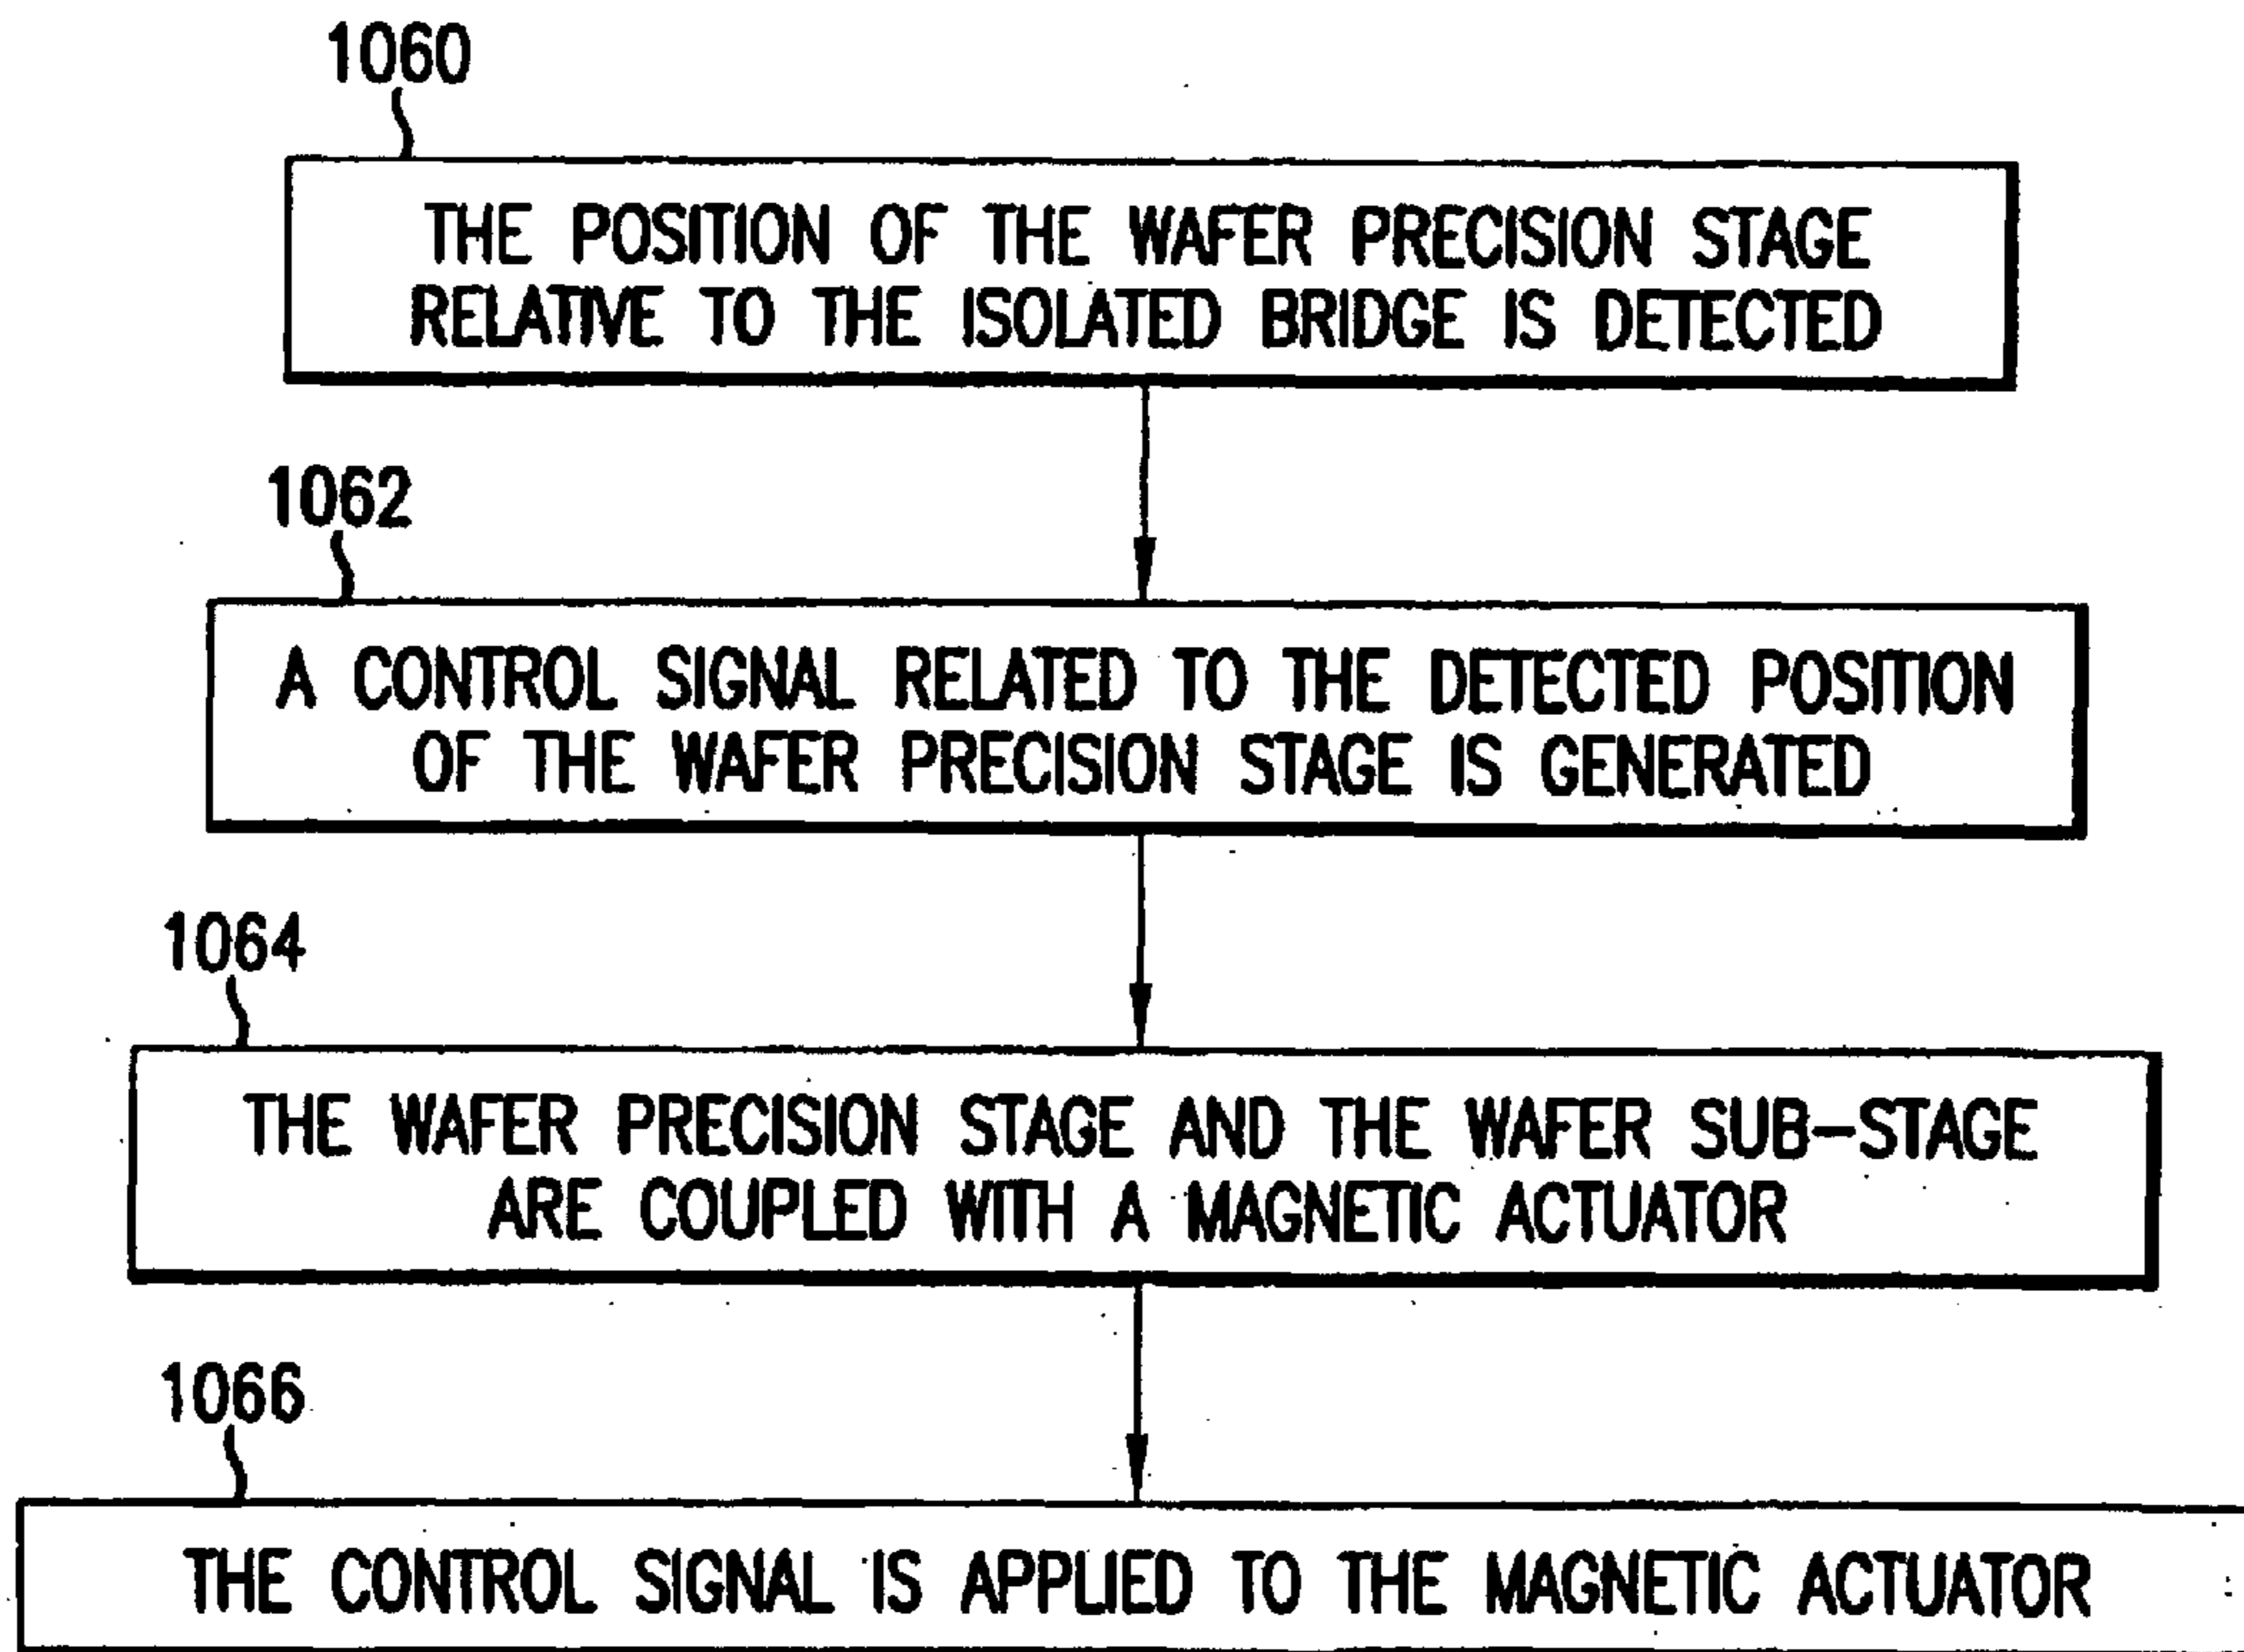 1060
THE POSITION OF THE WAFER PRECISION STAGE
RELATIVE TO THE ISOLATED BRIDGE IS DETECTED
1062
A CONTROL SIGNAL RELATED TO THE DETECTED POSITION
OF THE WAFER PRECISION STAGE IS GENERATED
1064
THE WAFER PRECISION STAGE AND THE WAFER SUB-STAGE
ARE COUPLED WITH A MAGNETIC ACTUATOR
1066
THE CONTROL SIGNAL IS APPLIED TO THE MAGNETIC ACTUATOR